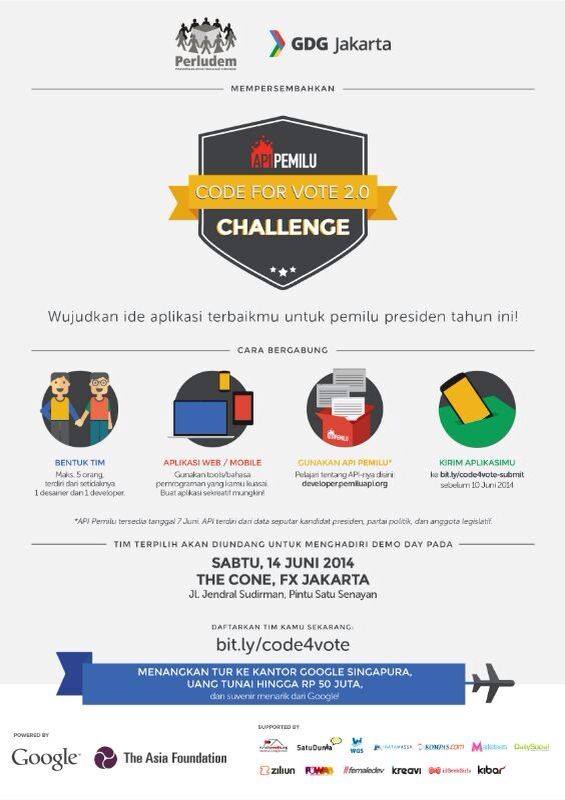 Perludem
GDG Jakarta
MEMPERSEMBAHKAN
API PEMILU
CODE FOR VOTE 2.0
CHALLENGE
Wujudkan ide aplikasi terbaikmu untuk pemilu presiden tahun ini!
CARA BERGABUNG
BENTUK TIM
Maks. 5 orang,
terdiri dari setidaknya
1 desainer dan 1 developer.
APLIKASI WEB / MOBILE
Gunakan tools/bahasa
pemrograman yang kamu kuasai.
Buat aplikasi sekreatif mungkin!
API PEMILU
GUNAKAN API PEMILU*
Pelajari tentang API-nya disini:
developer.pemiluapi.org
KIRIM APLIKASIMU
ke bit.ly/code4vote-submit
sebelum 10 Juni 2014
*API Pemilu tersedia tanggal 7 Juni. API terdiri dari data seputar kandidat presiden, partai politik, dan anggota legislatif.
TIM TERPILIH AKAN DIUNDANG UNTUK MENGHADIRI DEMO DAY PADA
SABTU, 14 JUNI 2014
THE CONE, FX JAKARTA
Jl. Jendral Sudirman, Pintu Satu Senayan
DAFTARKAN TIM KAMU SEKARANG:
bit.ly/code4vote
MENANGKAN TUR KE KANTOR GOOGLE SINGAPURA,
UANG TUNAI HINGGA RP 50 JUTA,
dan suvenir menarik dari Google!
POWERED BY
Google
The Asia Foundation
SUPPORTED BY
SatuDunia
WGS
KOMPAS.com
DailySocial
ziliun
POWAB
femaledev
kreavi
kibar